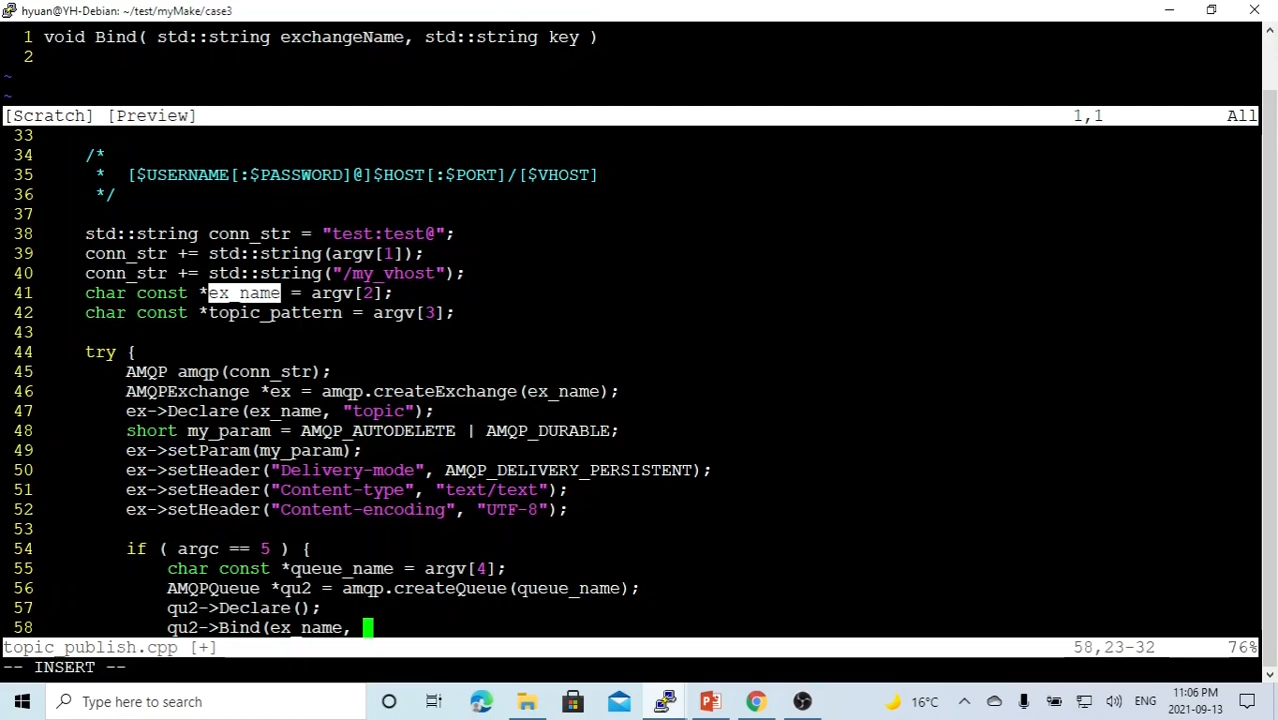 hyuan@YH-Debian: ~/test/myMake/case3
1 void Bind( std::string exchangeName, std::string key )
2
~
~
[Scratch] [Preview] 1,1 All
33
34 /*
35 * [$USERNAME[:$PASSWORD]@]$HOST[:$PORT]/[$VHOST]
36 */
37
38 std::string conn_str = "test:test@";
39 conn_str += std::string(argv[1]);
40 conn_str += std::string("/my_vhost");
41 char const *ex_name = argv[2];
42 char const *topic_pattern = argv[3];
43
44 try {
45 AMQP amqp(conn_str);
46 AMQPExchange *ex = amqp.createExchange(ex_name);
47 ex->Declare(ex_name, "topic");
48 short my_param = AMQP_AUTODELETE | AMQP_DURABLE;
49 ex->setParam(my_param);
50 ex->setHeader("Delivery-mode", AMQP_DELIVERY_PERSISTENT);
51 ex->setHeader("Content-type", "text/text");
52 ex->setHeader("Content-encoding", "UTF-8");
53
54 if ( argc == 5 ) {
55 char const *queue_name = argv[4];
56 AMQPQueue *qu2 = amqp.createQueue(queue_name);
57 qu2->Declare();
58 qu2->Bind(ex_name,
topic_publish.cpp [+] 58,23-32 76%
-- INSERT --
Type here to search
16°C
ENG
11:06 PM
2021-09-13